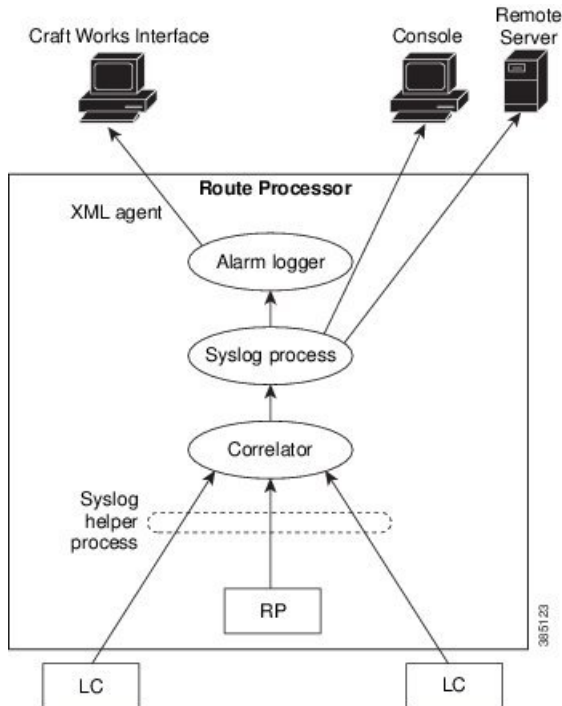 Craft Works Interface
Console
Remote
Server
Route Processor
XML agent
Alarm logger
Syslog process
Correlator
Syslog
helper
process
RP
LC
LC
385123